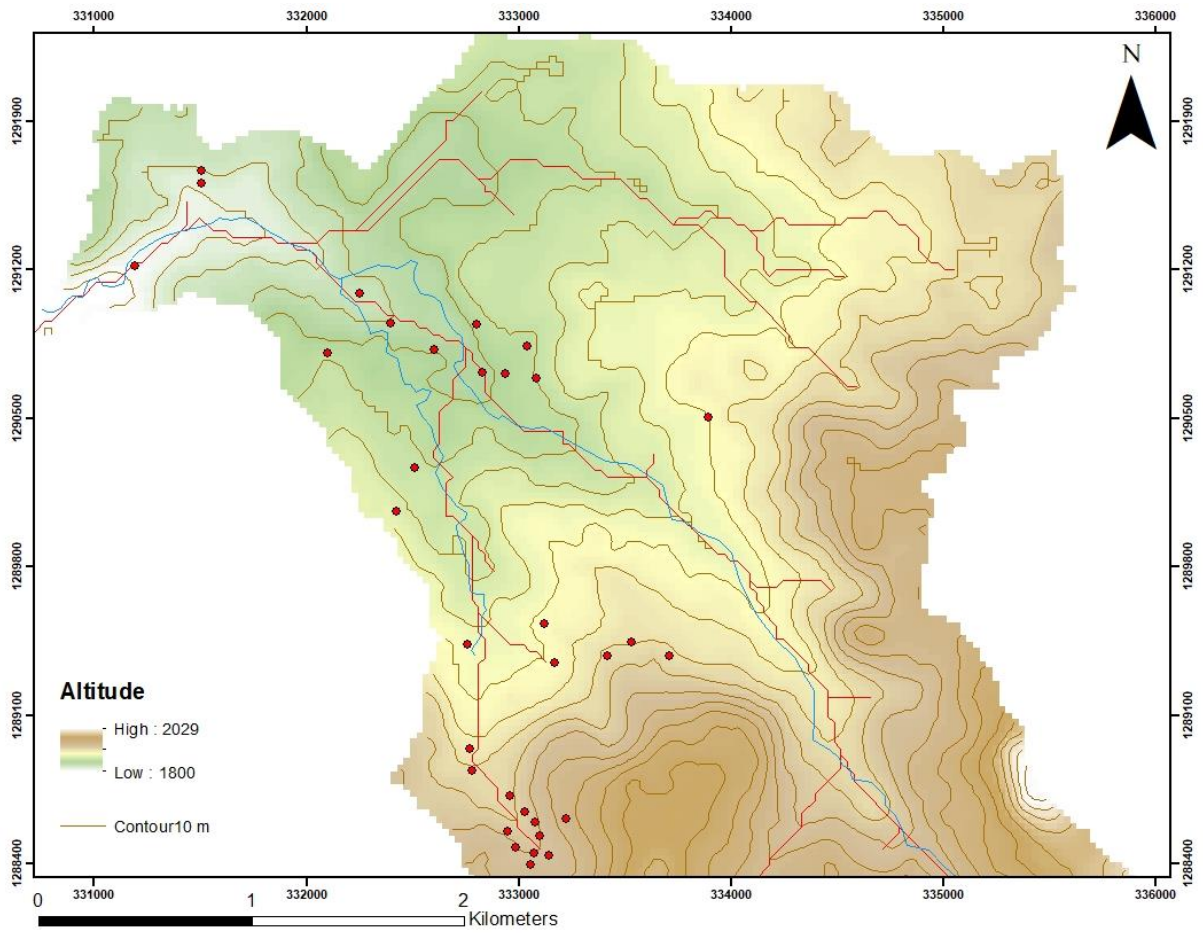 331000 332000 333000 334000 335000 336000
N
1291900 1291900
1291200 1291200
1290500 1290500
1289800 1289800
1289100 1289100
1288400 1288400
Altitude
High : 2029
Low : 1800
Contour10 m
331000 332000 333000 334000 335000 336000
0 1 2
Kilometers